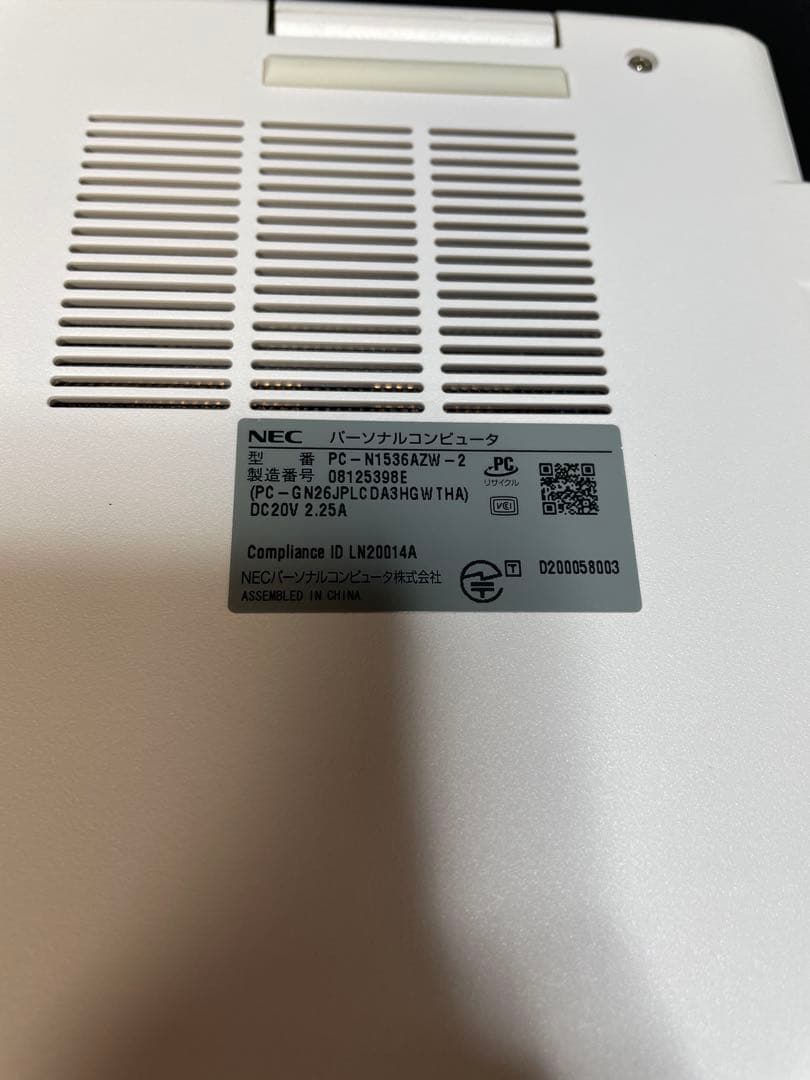 NEC パーソナルコンピュータ
型 番 PC-N1536AZW-2
製造番号 08125398E
(PC-GN26JPLCDA3HGWTHA)
DC20V 2.25A
PC
リサイクル
VCCI
Compliance ID LN20014A
NECパーソナルコンピュータ株式会社
ASSEMBLED IN CHINA
T
D200058003